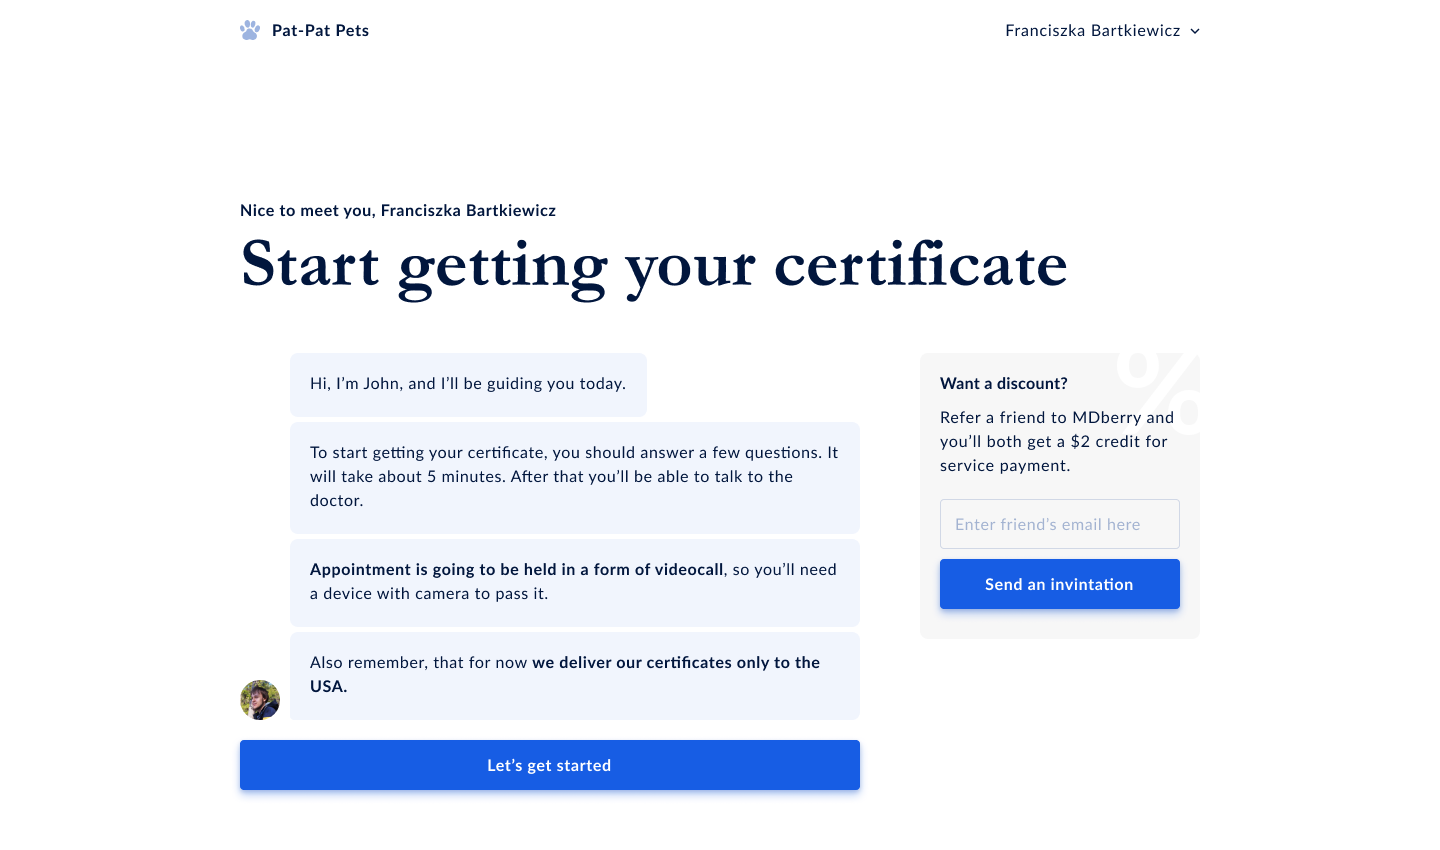 Pat-Pat Pets
Franciszka Bartkiewicz
Nice to meet you, Franciszka Bartkiewicz
Start getting your certificate
Hi, I’m John, and I’ll be guiding you today.
To start getting your certificate, you should answer a few questions. It
will take about 5 minutes. After that you’ll be able to talk to the
doctor.
Appointment is going to be held in a form of videocall, so you’ll need
a device with camera to pass it.
Also remember, that for now we deliver our certificates only to the
USA.
Let’s get started
%
Want a discount?
Refer a friend to MDberry and
you’ll both get a $2 credit for
service payment.
Enter friend’s email here
Send an invintation